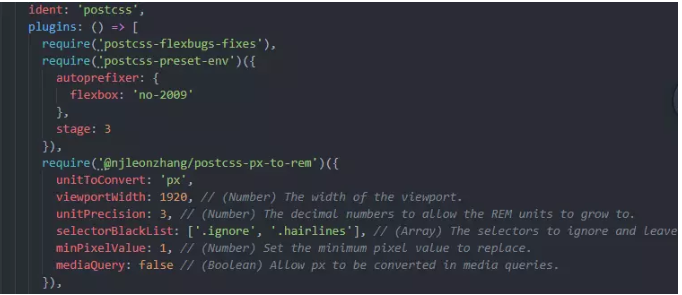 ident: 'postcss',
plugins: () => [
require('postcss-flexbugs-fixes'),
require('postcss-preset-env')({
autoprefixer: {
flexbox: 'no-2009'
},
stage: 3
}),
require('@njleonzhang/postcss-px-to-rem')({
unitToConvert: 'px',
viewportWidth: 1920, // (Number) The width of the viewport.
unitPrecision: 3, // (Number) The decimal numbers to allow the REM units to grow to.
selectorBlackList: ['.ignore', '.hairlines'], // (Array) The selectors to ignore and leave
minPixelValue: 1, // (Number) Set the minimum pixel value to replace.
mediaQuery: false // (Boolean) Allow px to be converted in media queries.
}),